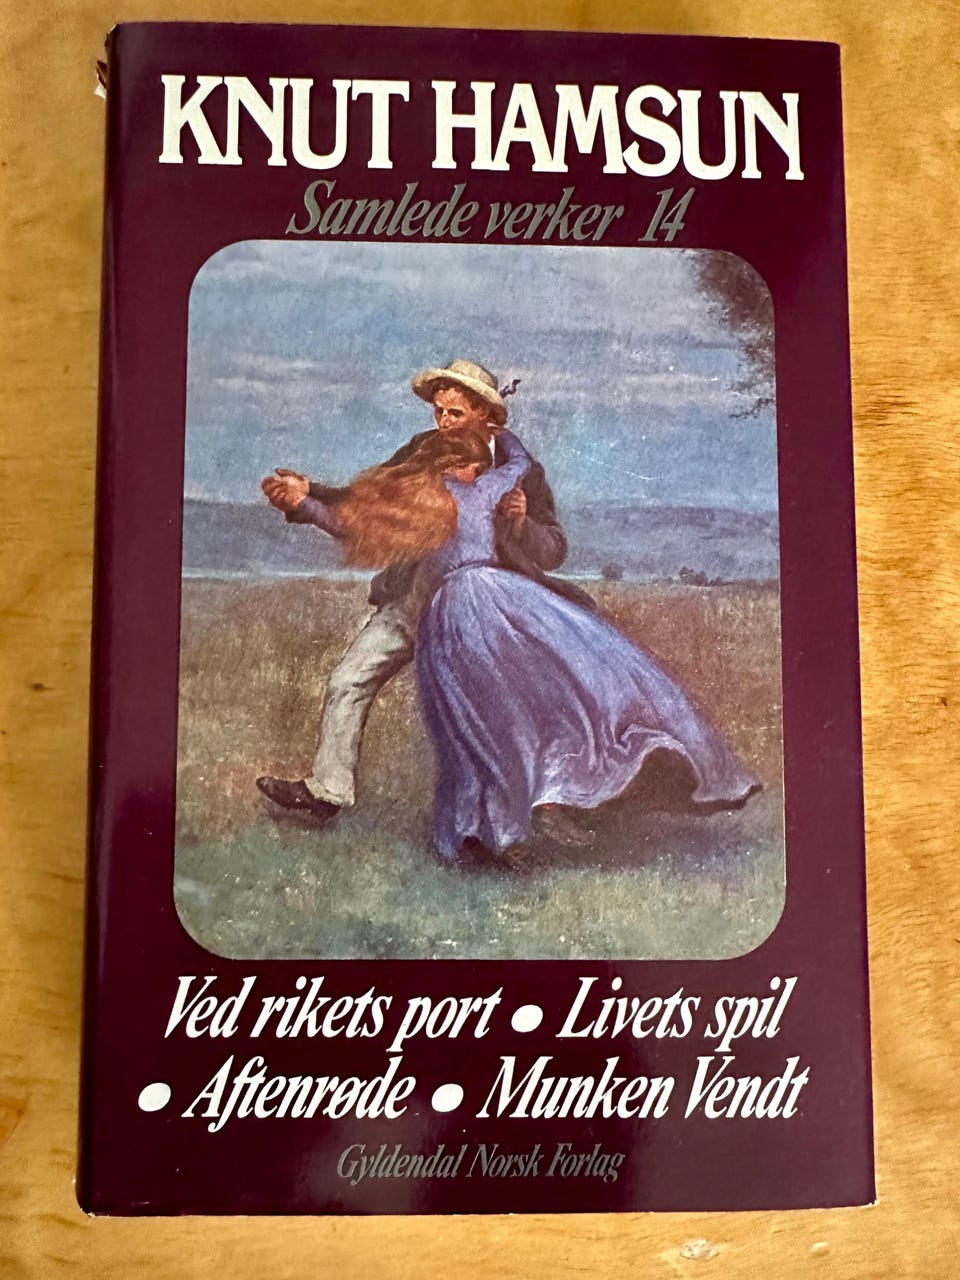 KNUT HAMSUN
Samlede verker 14
Ved rikets port • Livets spil
• Aftenrøde • Munken Vendt
Gyldendal Norsk Forlag